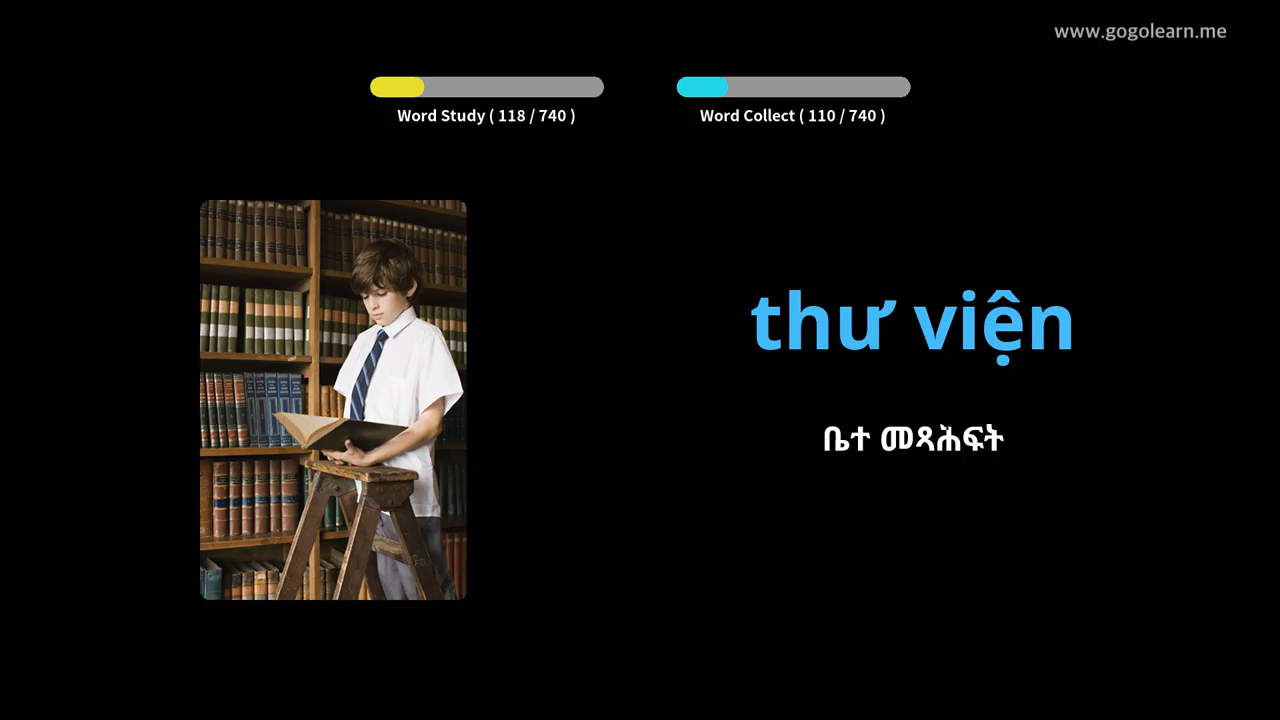 www.gogolearn.me
Word Study ( 118 / 740 )
Word Collect ( 110 / 740 )
thư viện
ቤተ መጻሕፍት